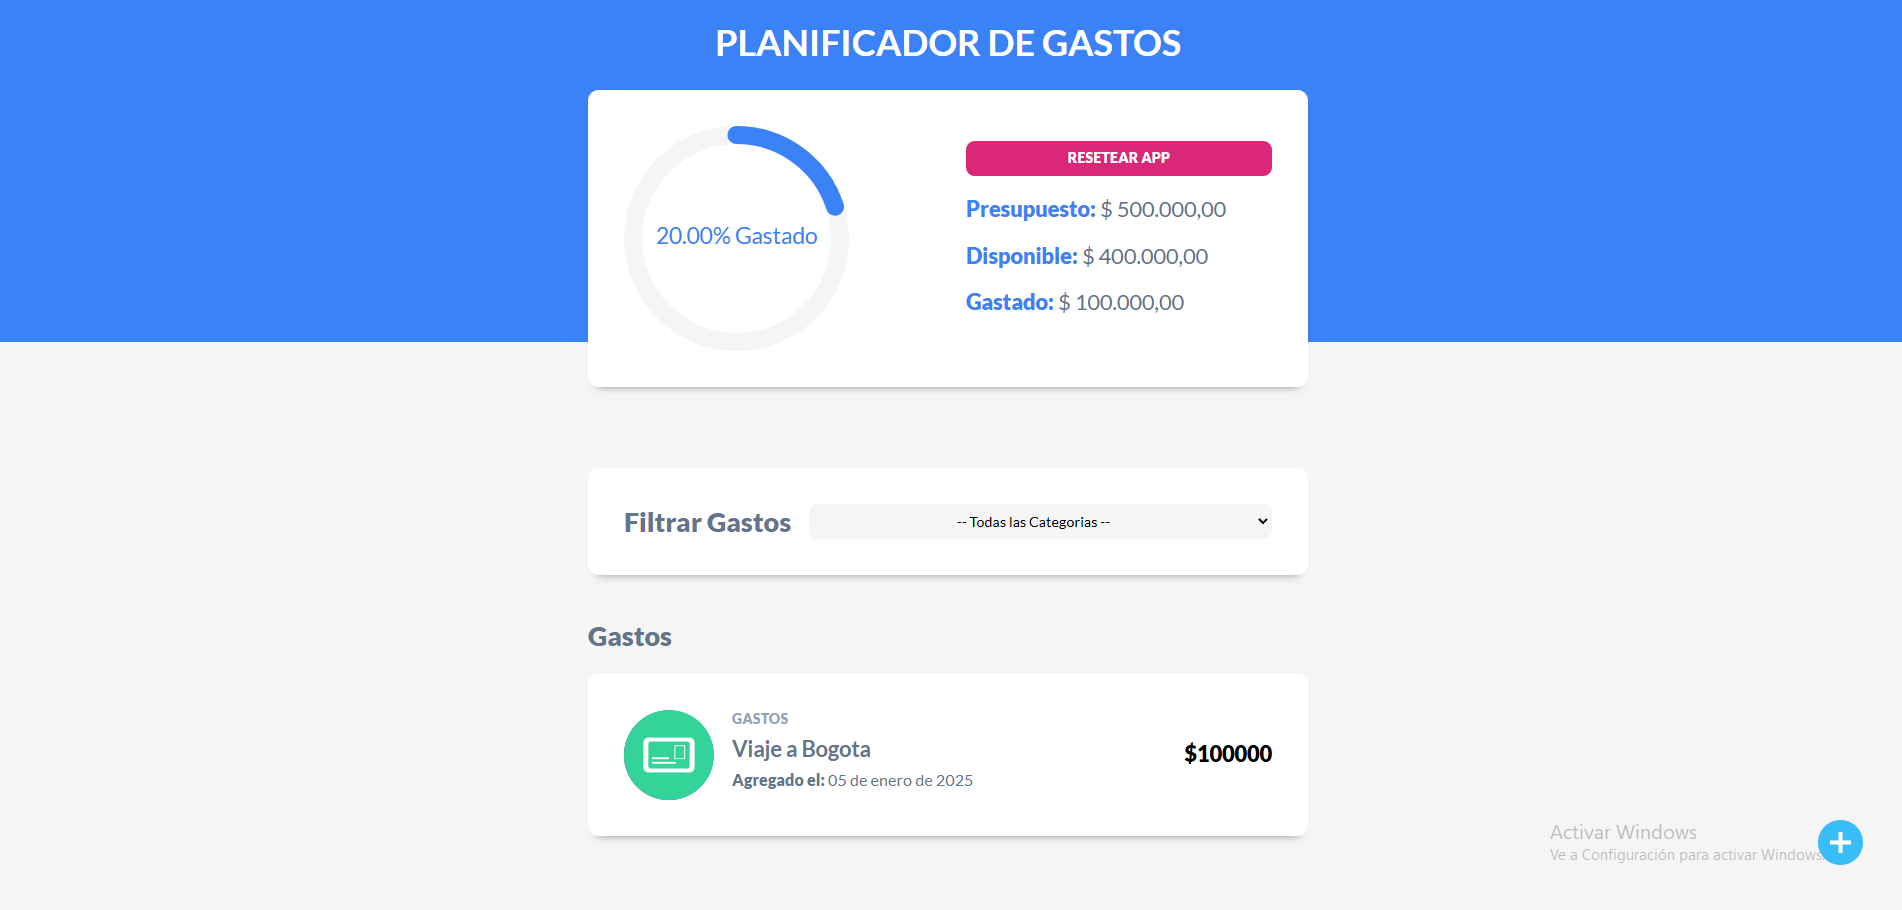 PLANIFICADOR DE GASTOS
20.00% Gastado
RESETEAR APP
Presupuesto: $ 500.000,00
Disponible: $ 400.000,00
Gastado: $ 100.000,00
Filtrar Gastos
-- Todas las Categorias --
Gastos
GASTOS
Viaje a Bogota
Agregado el: 05 de enero de 2025
$100000
Activar Windows
Ve a Configuración para activar Windows.